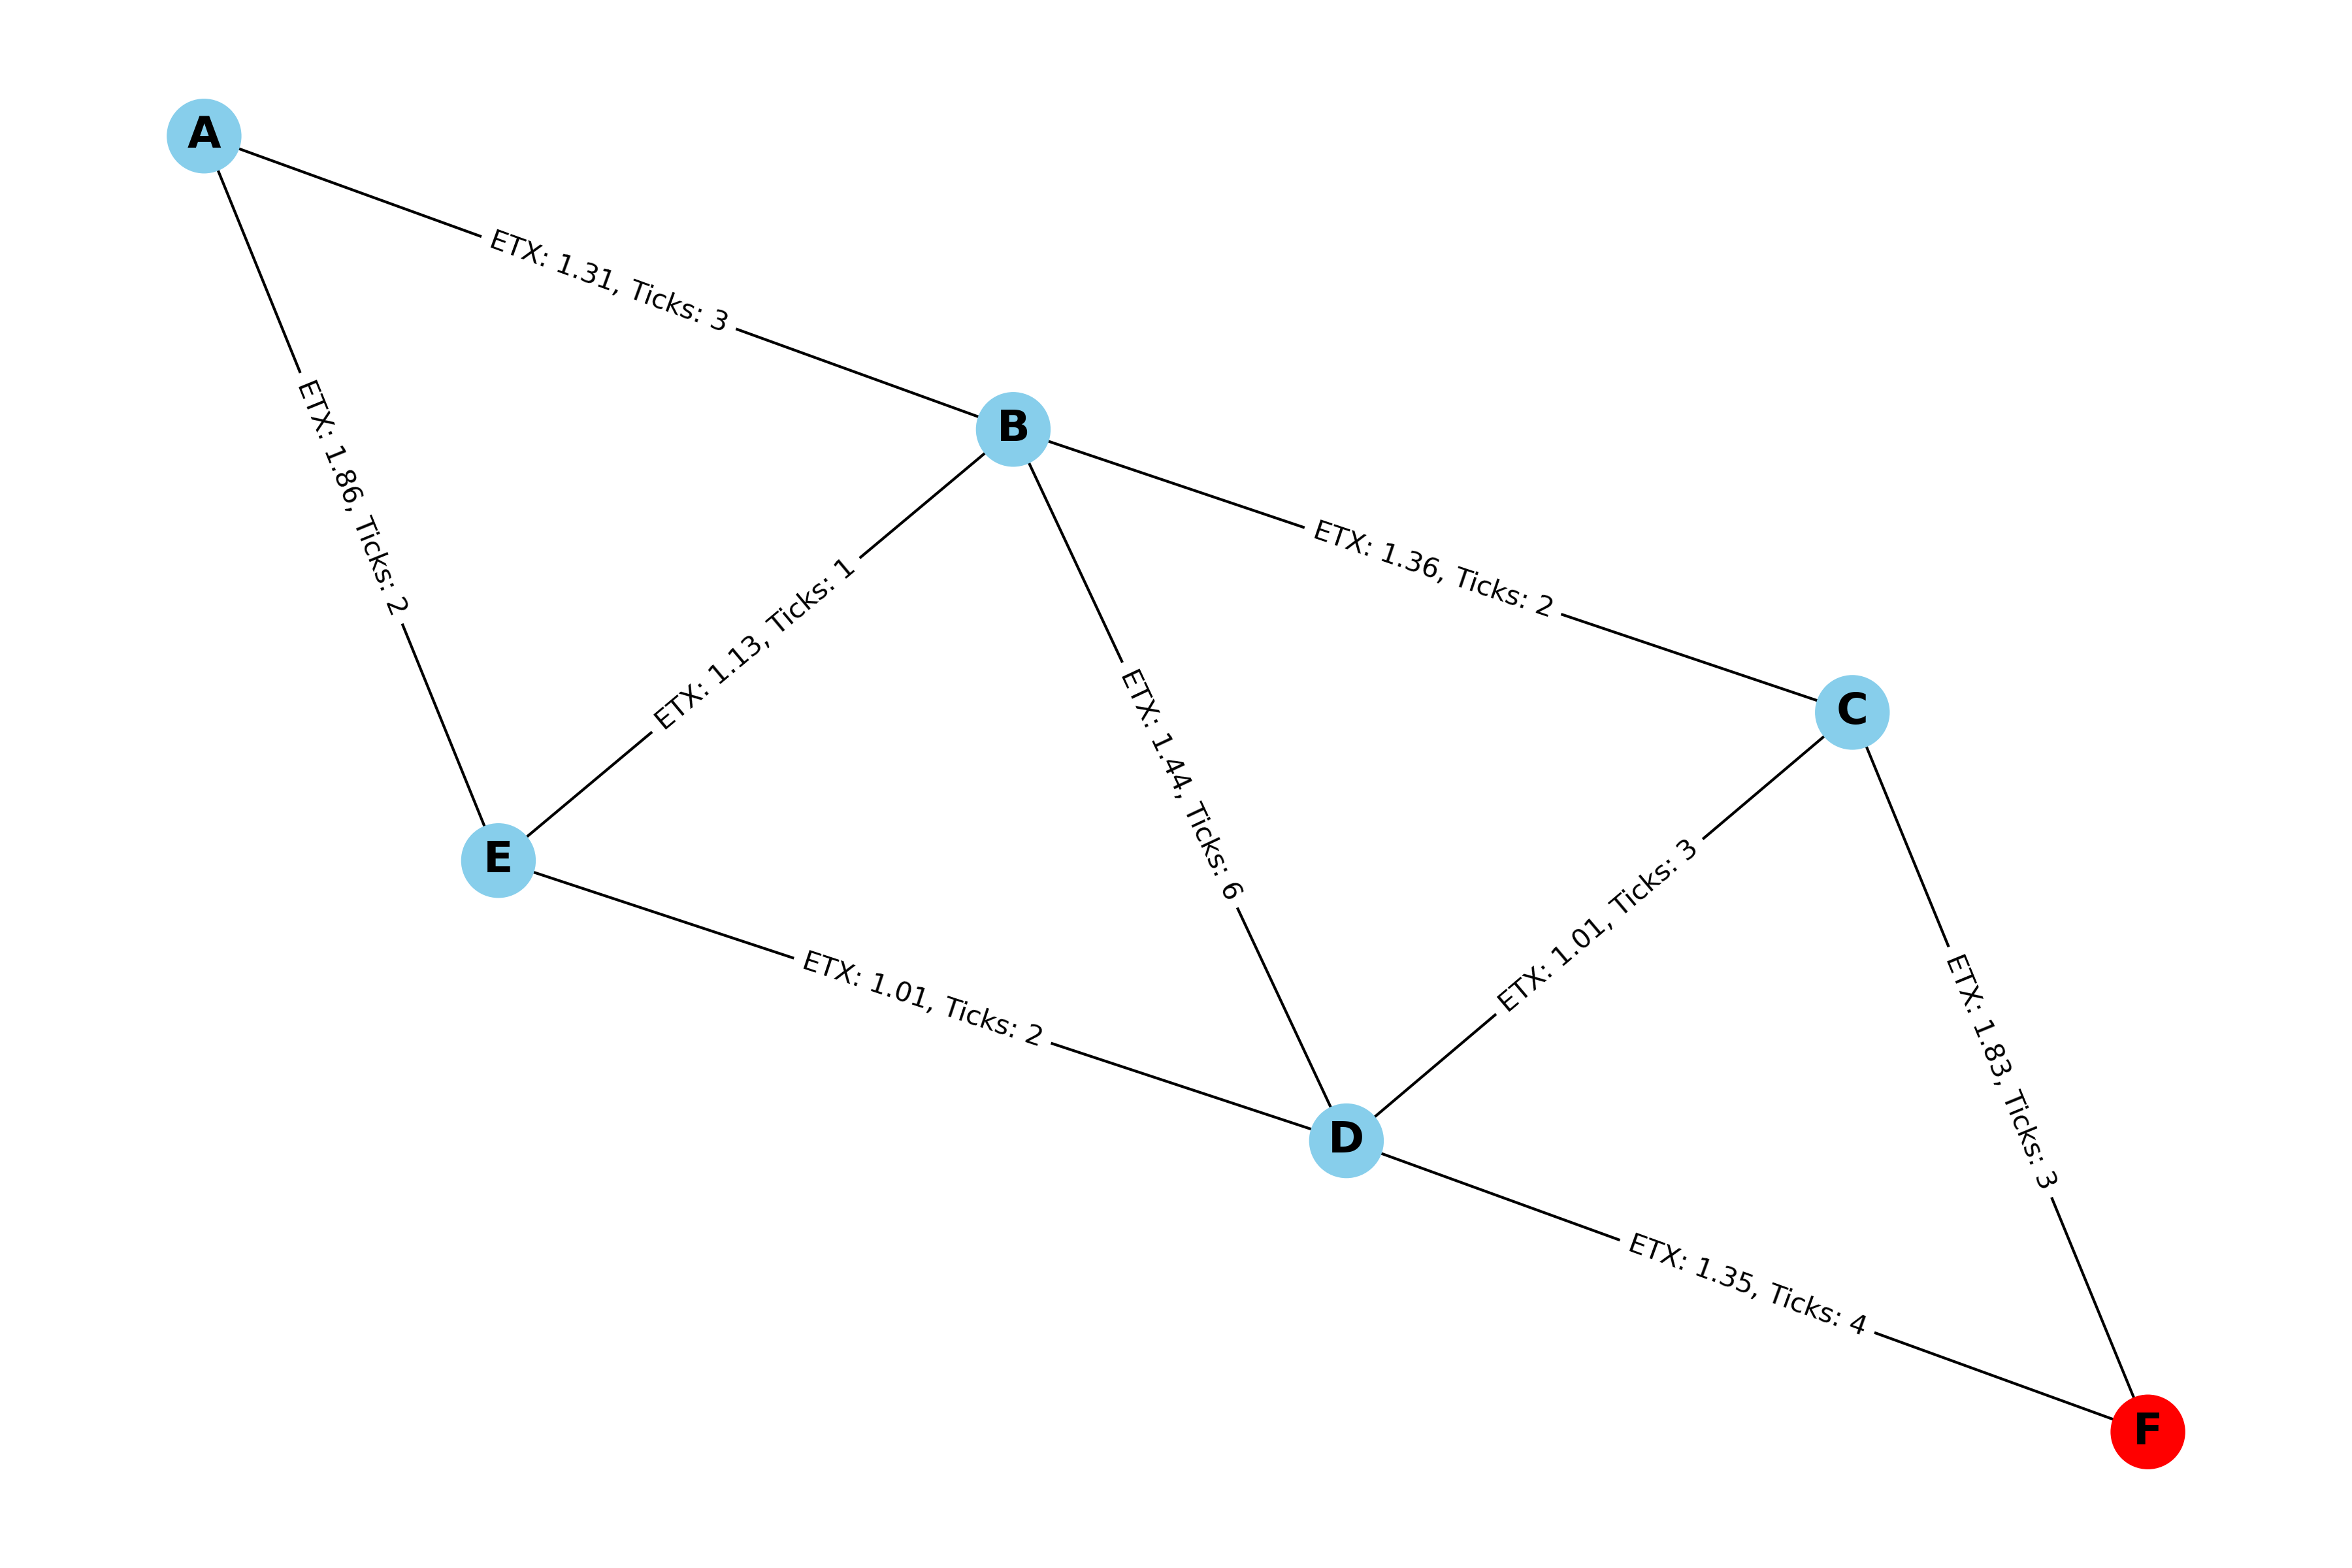 A
ETX: 1.31, Ticks: 3
ETX: 1.86, Ticks: 2
B
ETX: 1.36, Ticks: 2
ETX: 1.13, Ticks: 1
ETX: 1.44, Ticks: 6
C
E
ETX: 1.01, Ticks: 3
ETX: 1.01, Ticks: 2
ETX: 1.83, Ticks: 3
D
ETX: 1.35, Ticks: 4
F